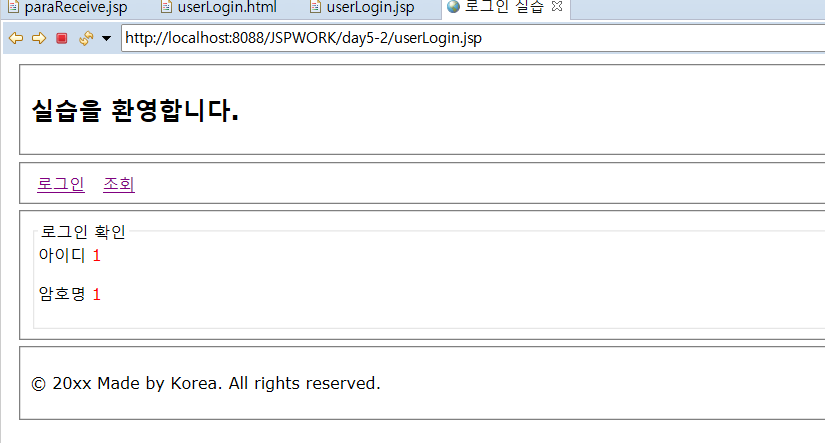 paraReceive.jsp userLogin.html userLogin.jsp 로그인 실습
http://localhost:8088/JSPWORK/day5-2/userLogin.jsp
실습을 환영합니다.
로그인 조회
로그인 확인
아이디 1
암호명 1
© 20xx Made by Korea. All rights reserved.